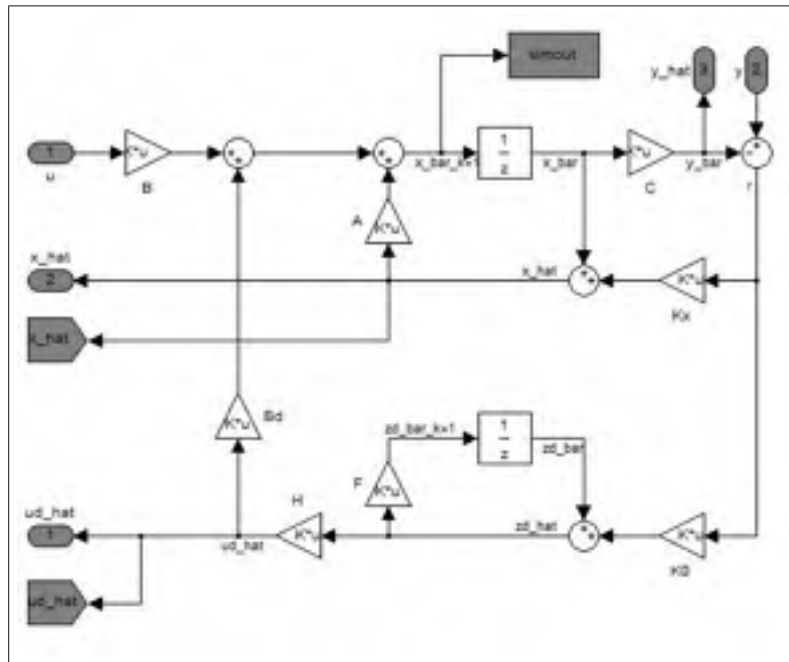 simout
y_hat
3
y
2
1
u
K*u
B
x_bar_k+1
1
z
x_bar
K*u
C
y_bar
r
A
K*u
x_hat
2
x_hat
K*u
Kx
x_hat
K*u
Bd
zd_bar_k+1
1
z
zd_bar
F
K*u
H
ud_hat
1
ud_hat
K*u
zd_hat
K*u
ud_hat